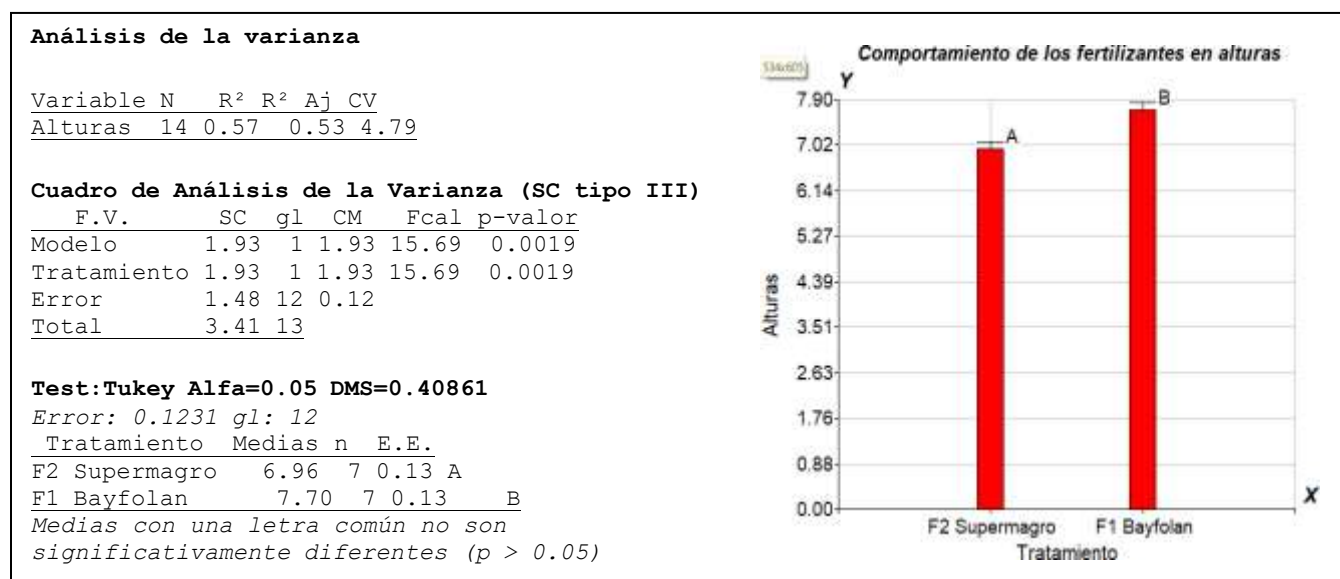 Análisis de la varianza
Variable N R² R² Aj CV
Alturas 14 0.57 0.53 4.79
Cuadro de Análisis de la Varianza (SC tipo III)
F.V. SC gl CM Fcal p-valor
Modelo 1.93 1 1.93 15.69 0.0019
Tratamiento 1.93 1 1.93 15.69 0.0019
Error 1.48 12 0.12
Total 3.41 13
Test:Tukey Alfa=0.05 DMS=0.40861
Error: 0.1231 gl: 12
Tratamiento Medias n E.E.
F2 Supermagro 6.96 7 0.13 A
F1 Bayfolan 7.70 7 0.13 B
Medias con una letra común no son
significativamente diferentes (p > 0.05)
Comportamiento de los fertilizantes en alturas
Y
7.90
B
7.02
A
6.14
5.27
4.39
3.51
2.63
1.76
0.88
0.00
Alturas
X
F2 Supermagro F1 Bayfolan
Tratamiento